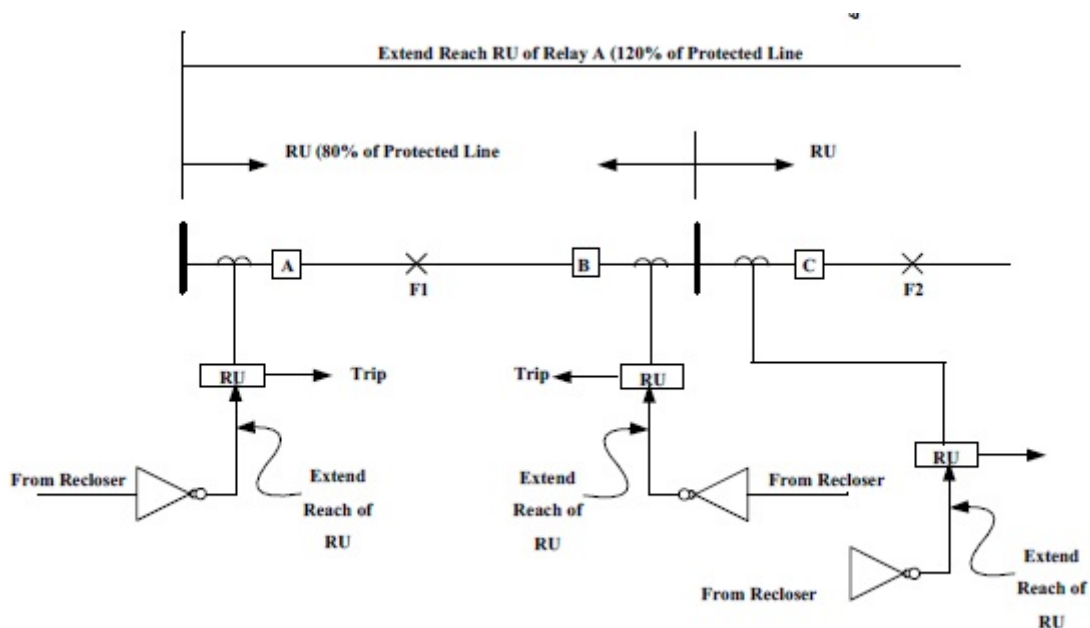 Extend Reach RU of Relay A (120% of Protected Line
RU (80% of Protected Line
RU
A
B
C
F1
F2
RU
Trip
Trip
RU
RU
From Recloser
Extend
Reach of
RU
Extend
Reach of
RU
From Recloser
From Recloser
Extend
Reach of
RU